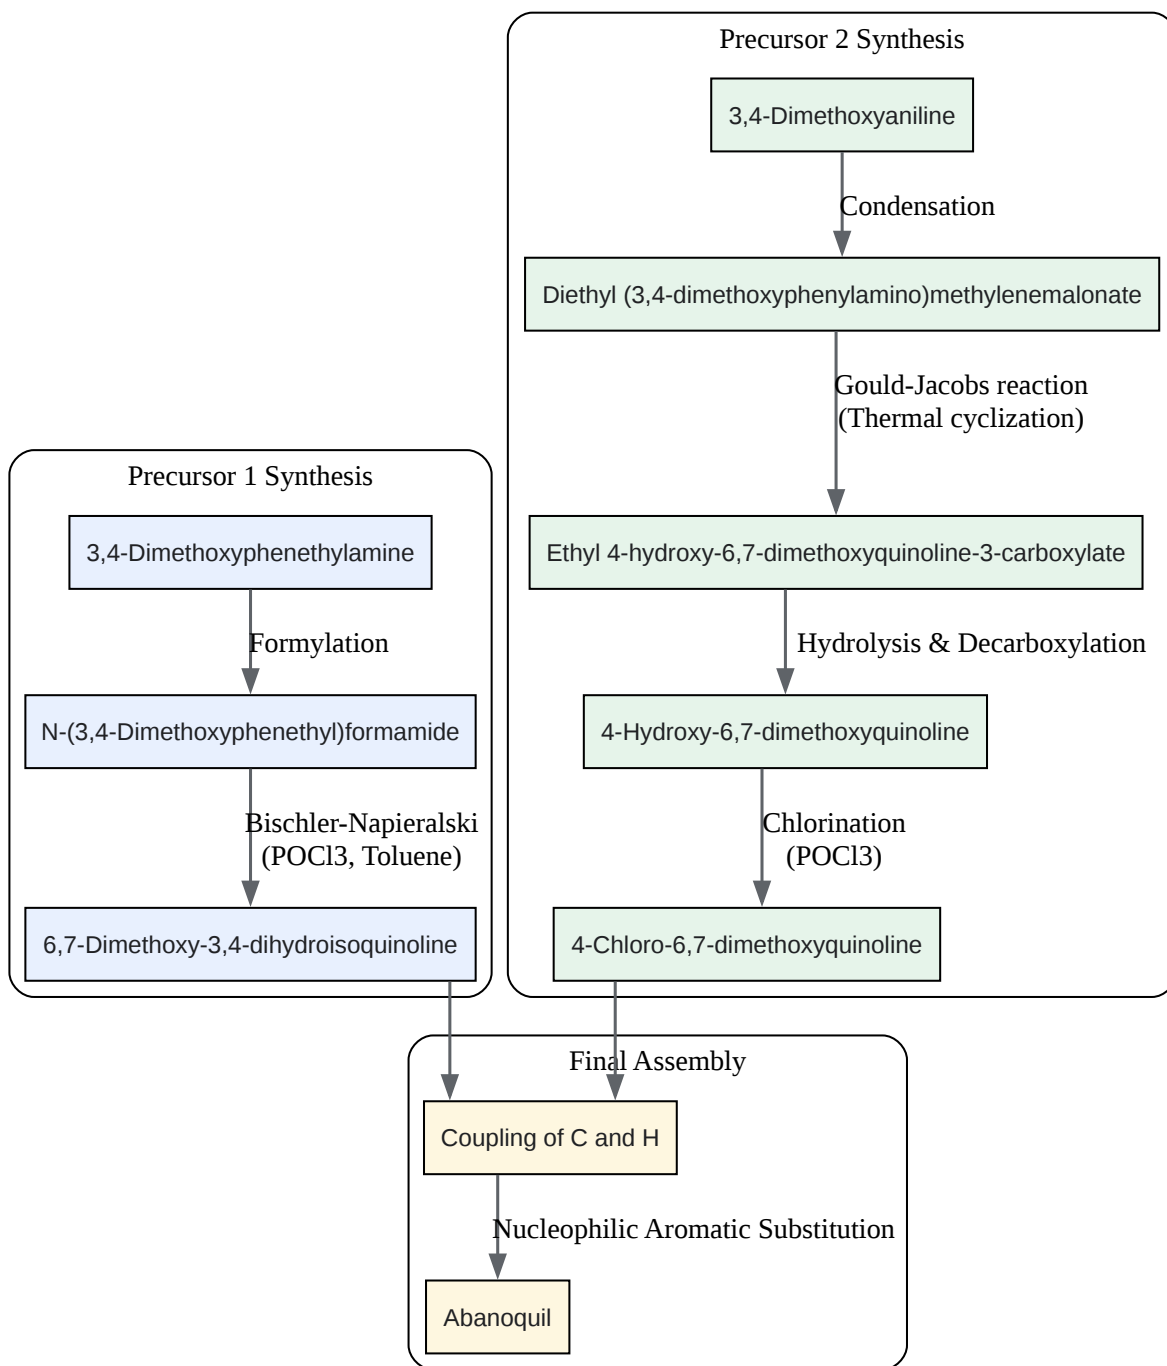 Precursor 2 Synthesis
3,4-Dimethoxyaniline
Condensation
Diethyl (3,4-dimethoxyphenylamino)methylenemalonate
Gould-Jacobs reaction
(Thermal cyclization)
Ethyl 4-hydroxy-6,7-dimethoxyquinoline-3-carboxylate
Hydrolysis & Decarboxylation
4-Hydroxy-6,7-dimethoxyquinoline
Chlorination
(POCl3)
4-Chloro-6,7-dimethoxyquinoline
Precursor 1 Synthesis
3,4-Dimethoxyphenethylamine
Formylation
N-(3,4-Dimethoxyphenethyl)formamide
Bischler-Napieralski
(POCl3, Toluene)
6,7-Dimethoxy-3,4-dihydroisoquinoline
Final Assembly
Coupling of C and H
Nucleophilic Aromatic Substitution
Abanoquil